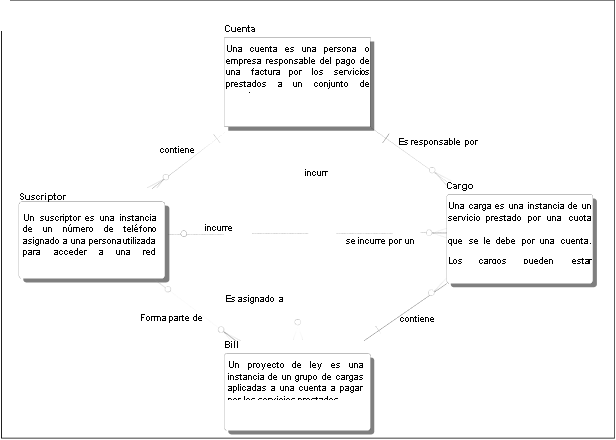 Cuenta
Una cuenta es una persona o
empresa responsable del pago de
una factura por los servicios
prestados a un conjunto de
Es responsable por
contiene
incurr
Suscriptor
Cargo
Un suscriptor es una instancia
de un número de teléfono
asignado a una persona utilizada
para acceder a una red
Una carga es una instancia de un
servicio prestado por una cuota
que se le debe por una cuenta.
Los cargos pueden estar
incurre
se incurre por un
Es asignado a
Forma parte de
contiene
Bill
Un proyecto de ley es una
instancia de un grupo de cargas
aplicadas a una cuenta a pagar
por los servicios prestados